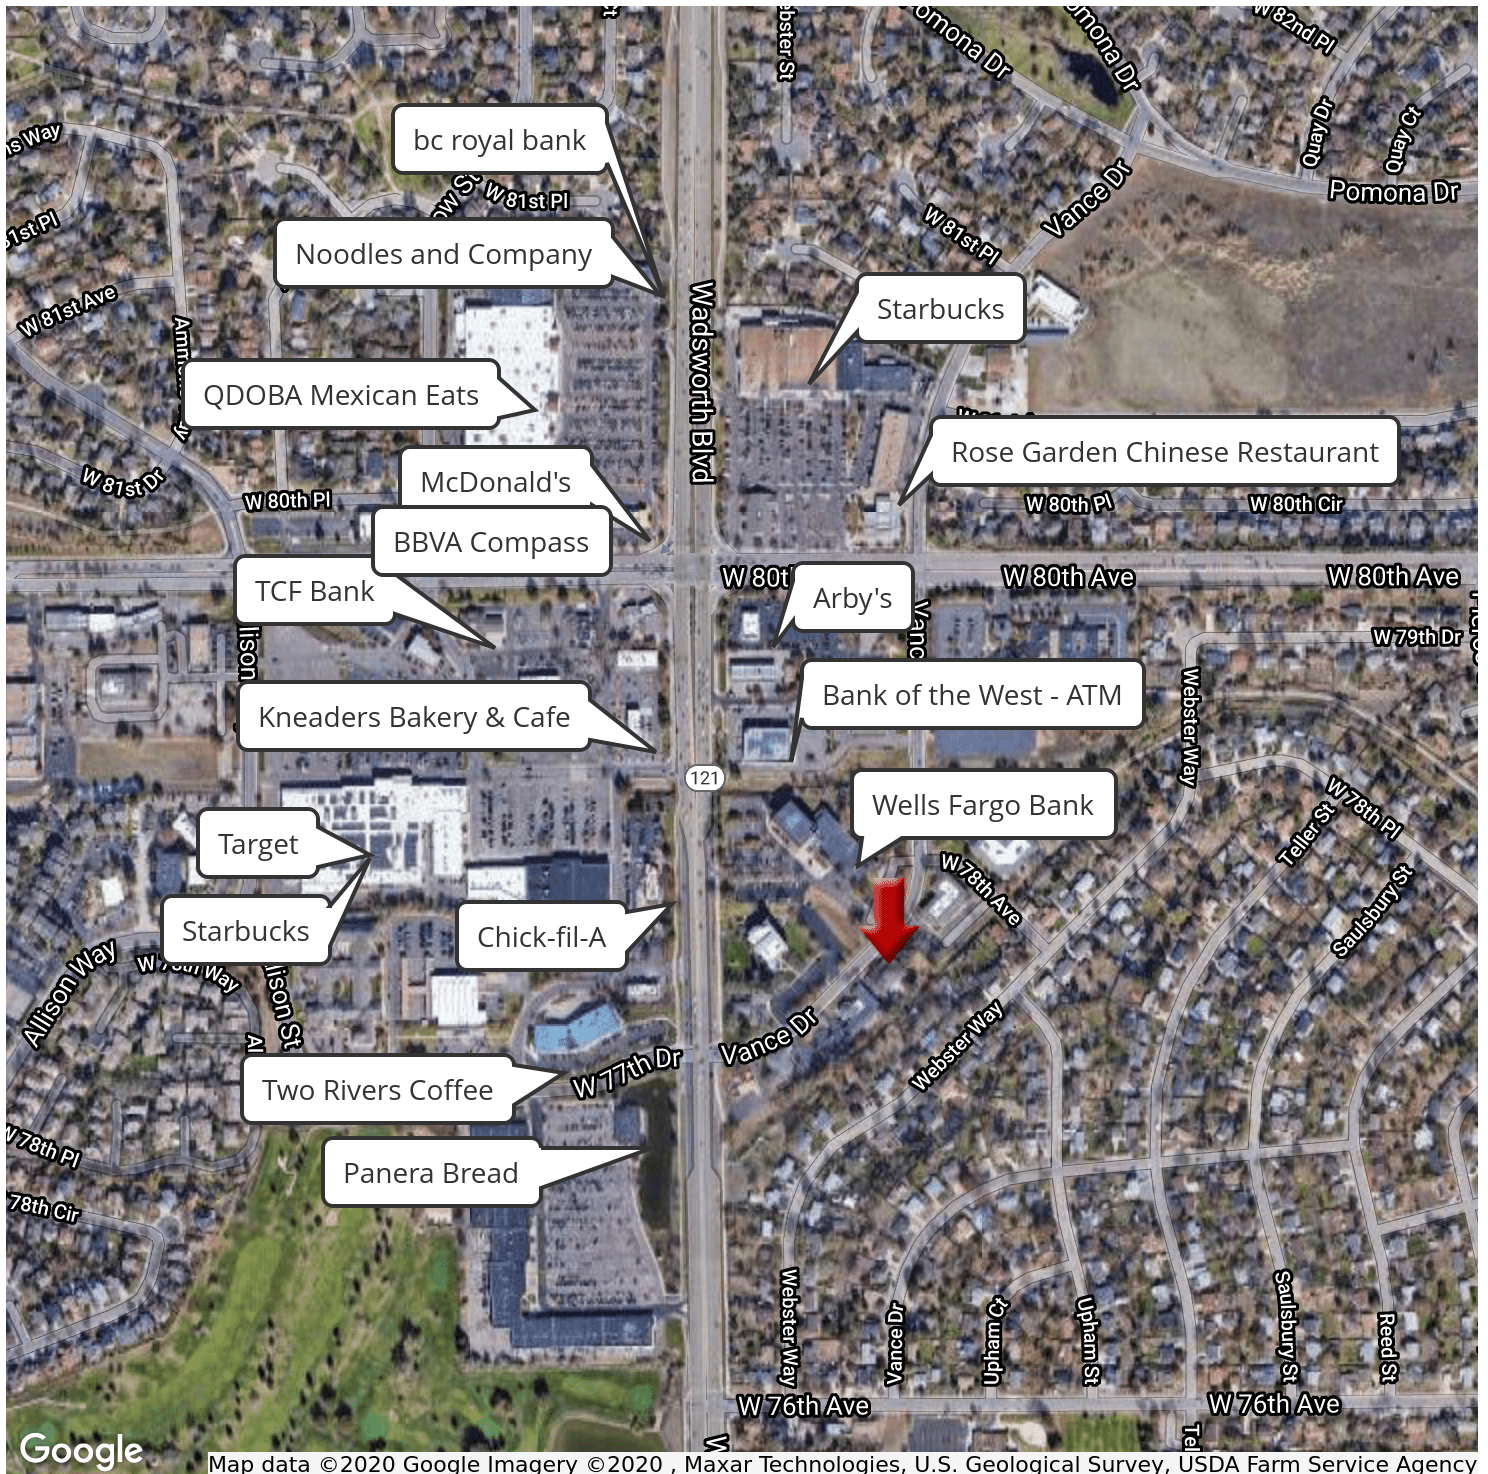 Pomona Dr
Pomona Dr
W 82nd Pl
Quay Dr
Quay Ct
bc royal bank
W 81st Pl
Vance Dr
Pomona Dr
W 81st Pl
Noodles and Company
Wadsworth Blvd
Starbucks
W 81st Ave
QDOBA Mexican Eats
Rose Garden Chinese Restaurant
McDonald's
W 81st Dr
W 80th Pl
W 80th Pl
W 80th Cir
BBVA Compass
TCF Bank
W 80t
W 80th Ave
W 80th Ave
Arby's
W 79th Dr
Bank of the West - ATM
Webster Way
Kneaders Bakery & Cafe
121
Wells Fargo Bank
W 78th Pl
Teller St
Target
W 78th Ave
Saulsbury St
Starbucks
Chick-fil-A
Allison Way
Vance Dr
Webster Way
W 77th Dr
Two Rivers Coffee
W 78th Pl
Panera Bread
78th Cir
Webster Way
Vance Dr
Upham Ct
Upham St
Saulsbury St
Reed St
W 76th Ave
W 76th Ave
Google
Map data ©2020 Google Imagery ©2020 , Maxar Technologies, U.S. Geological Survey, USDA Farm Service Agency